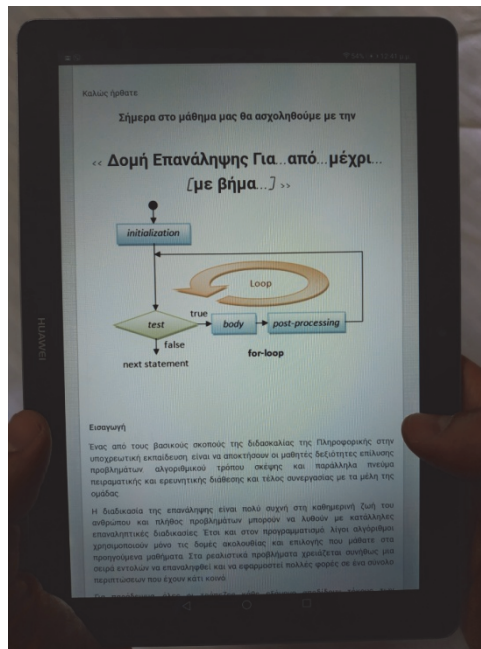 Καλώς ήρθατε
Σήμερα στο μάθημα μας θα ασχοληθούμε με την
<< Δομή Επανάληψης Για...από...μέχρι...
[με βήμα...] >>
initialization
Loop
true
test
body
post-processing
false
for-loop
next statement
HUAWEI
Εισαγωγή
Ένας από τους βασικούς σκοπούς της διδασκαλίας της Πληροφορικής στην
υποχρεωτική εκπαίδευση είναι να αποκτήσουν οι μαθητές δεξιότητες επίλυσης
προβλημάτων αλγοριθμικού τρόπου σκέψης και παράλληλα πνεύμα
πειραματικής και ερευνητικής διάθεσης και τέλος συνεργασίας με τα μέλη της
ομάδας.
Η διαδικασία της επανάληψης είναι πολύ συχνή στη καθημερινή ζωή του
ανθρώπου και πλήθος προβλημάτων μπορούν να λυθούν με κατάλληλες
επαναληπτικές διαδικασίες. Έτσι και στον προγραμματισμό λίγοι αλγόριθμοι
χρησιμοποιούν μόνο τις δομές ακολουθίας και επιλογής που μάθατε στα
προηγούμενα μαθήματα. Στα ρεαλιστικά προβλήματα χρειάζεται συνήθως μια
σειρά εντολών να επαναληφθεί και να εφαρμοστεί πολλές φορές σε ένα σύνολο
περιπτώσεων που έχουν κάτι κοινό.